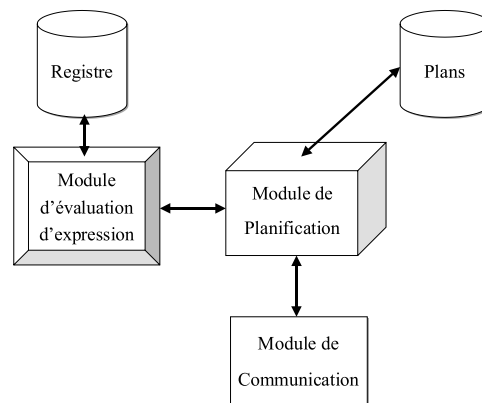 Registre
Plans
Module
d'évaluation
d'expression
Module de
Planification
Module de
Communication